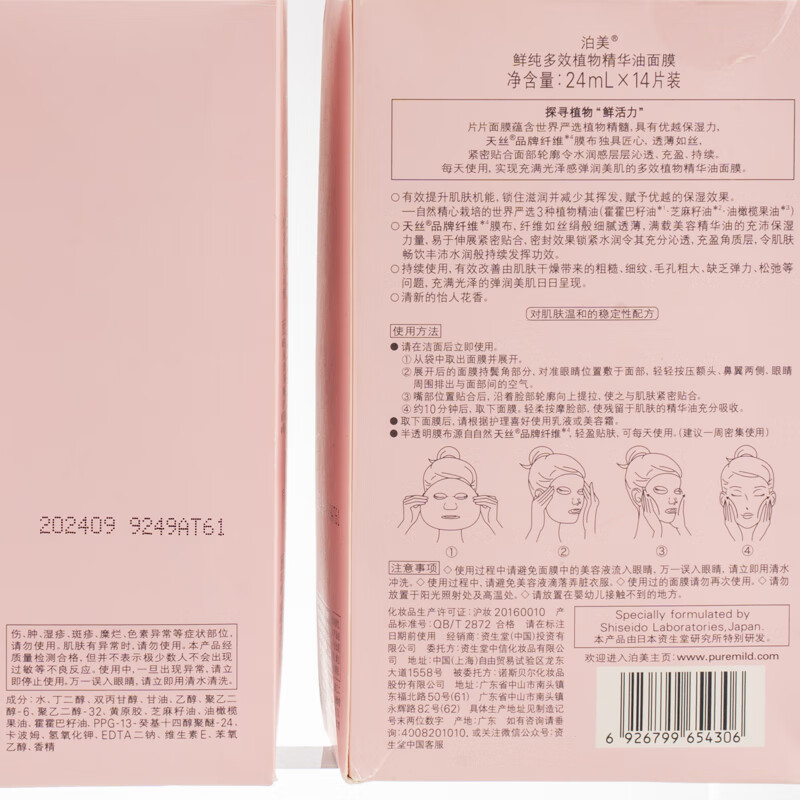 202409 9249AT61
伤、肿、湿疹、斑疹、糜烂、色素异常等症状部位,
请勿使用。肌肤有异常时,请勿使用。本产品经
质量检测合格,但并不表示极少数人不会出现
过敏等不良反应。使用中,一旦出现异常,请立
即停止使用。万一误入眼睛,请立即用清水清洗。
成分:水、丁二醇、双丙甘醇、甘油、乙醇、聚乙二
醇-6、聚乙二醇-32、黄原胶、芝麻籽油、油橄榄
果油、霍霍巴籽油、PPG-13-癸基十四醇聚醚-24、
卡波姆、氢氧化钾、EDTA二钠、维生素E、苯氧
乙醇、香精
泊美®
鲜纯多效植物精华油面膜
净含量:24mL×14片装
探寻植物“鲜活力”
片片面膜蕴含世界严选植物精髓,具有优越保湿力,
天丝®品牌纤维※4膜布独具匠心,透薄如丝,
紧密贴合面部轮廓令水润感层层沁透、充盈、持续。
每天使用,实现充满光泽感弹润美肌的多效植物精华油面膜。
○有效提升肌肤机能,锁住滋润并减少其挥发,赋予优越的保湿效果。
—自然精心栽培的世界严选3种植物精油(霍霍巴籽油※1·芝麻籽油※2·油橄榄果油※3)
○天丝®品牌纤维※4膜布,纤维如丝绢般细腻透薄,满载美容精华油的充沛保湿
力量,易于伸展紧密贴合,密封效果锁紧水润令其充分沁透、充盈角质层,令肌肤
畅饮丰沛水润般持续发挥功效。
○持续使用,有效改善由肌肤干燥带来的粗糙、细纹、毛孔粗大、缺乏弹力、松弛等
问题,充满光泽的弹润美肌日日呈现。
○清新的怡人花香。
对肌肤温和的稳定性配方
使用方法
●请在洁面后立即使用。
①从袋中取出面膜并展开。
②展开后的面膜持鬓角部分,对准眼睛位置敷于面部,轻轻按压额头、鼻翼两侧、眼睛
周围排出与面部间的空气。
③嘴部位置贴合后,沿着脸部轮廓向上提拉,使之与肌肤紧密贴合。
④约10分钟后,取下面膜,轻柔按摩脸部,使残留于肌肤的精华油充分吸收。
●取下面膜后,请根据护理喜好使用乳液或美容霜。
●半透明膜布源自自然天丝®品牌纤维※4,轻盈贴肤,可每天使用。(建议一周密集使用)
① ② ③ ④
注意事项 ◇使用过程中请避免面膜中的美容液流入眼睛,万一误入眼睛,请立即用清水
冲洗。◇使用过程中,请避免美容液滴落弄脏衣服。◇使用过的面膜请勿再次使用。◇请勿
放置于阳光照射处及高温处。◇请放置在婴幼儿接触不到的地方。
化妆品生产许可证:沪妆20160010 产
品标准号:QB/T 2872 合格 请在标注
日期前使用 经销商:资生堂(中国)投资有
限公司 委托方:资生堂中信化妆品有限
公司 地址:中国(上海)自由贸易试验区龙东
大道1558号 被委托方:诺斯贝尔化妆品
股份有限公司 地址:广东省中山市南头镇
东福北路50号(61) 广东省中山市南头镇
永辉路82号(62) 具体生产地址见制造记
号末两位数字 产地:广东 如有咨询请垂
询:4008201010,或关注微信公众号:资
生堂中国客服
Specially formulated by
Shiseido Laboratories,Japan.
本产品由日本资生堂研究所特别研发。
欢迎进入泊美主页:www.puremild.com
6 926799 654306